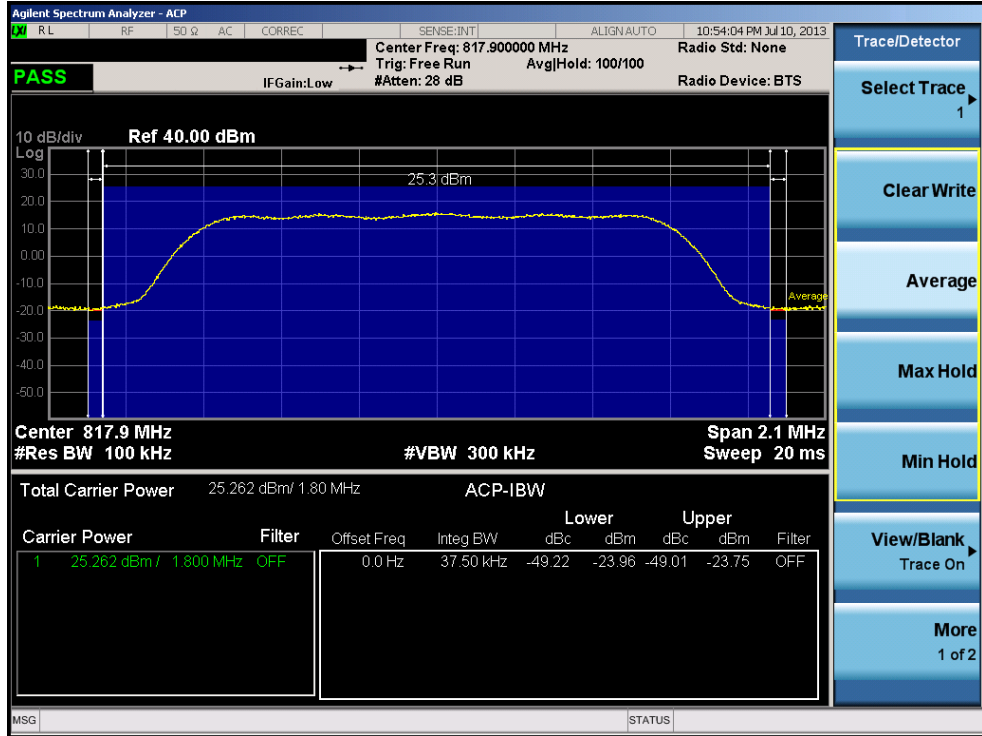 Agilent Spectrum Analyzer - ACP
LXI RL RF 50 Ω AC CORREC SENSE:INT ALIGNAUTO 10:54:04 PM Jul 10, 2013
Center Freq: 817.900000 MHz Radio Std: None
Trig: Free Run Avg|Hold: 100/100
PASS IFGain:Low #Atten: 28 dB Radio Device: BTS
10 dB/div Ref 40.00 dBm
Log
30.0
25.3 dBm
20.0
10.0
0.00
-10.0
Average
-20.0
-30.0
-40.0
-50.0
Center 817.9 MHz Span 2.1 MHz
#Res BW 100 kHz #VBW 300 kHz Sweep 20 ms
Total Carrier Power 25.262 dBm/ 1.80 MHz ACP-IBW
Lower Upper
Carrier Power Filter Offset Freq Integ BW dBc dBm dBc dBm Filter
1 25.262 dBm / 1.800 MHz OFF 0.0 Hz 37.50 kHz -49.22 -23.96 -49.01 -23.75 OFF
MSG STATUS
Trace/Detector
Select Trace
1
Clear Write
Average
Max Hold
Min Hold
View/Blank
Trace On
More
1 of 2